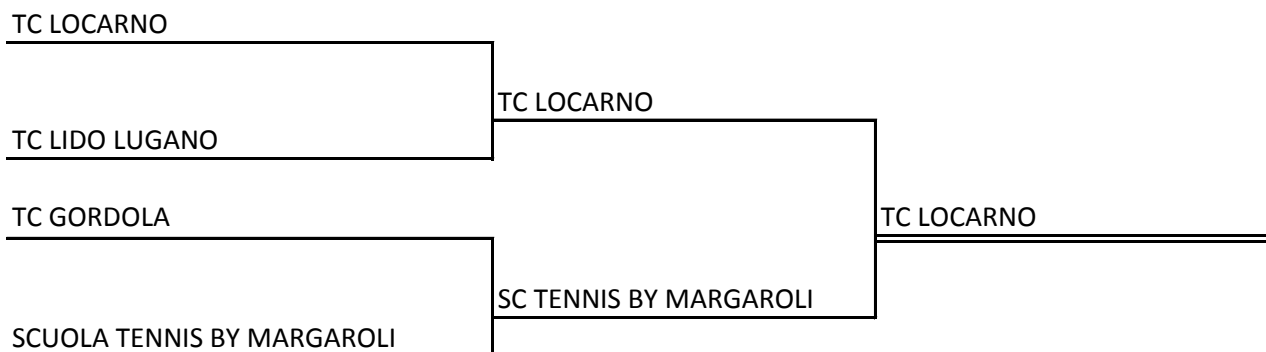 TC LOCARNO
TC LOCARNO
TC LIDO LUGANO
TC GORDOLA
TC LOCARNO
SC TENNIS BY MARGAROLI
SCUOLA TENNIS BY MARGAROLI